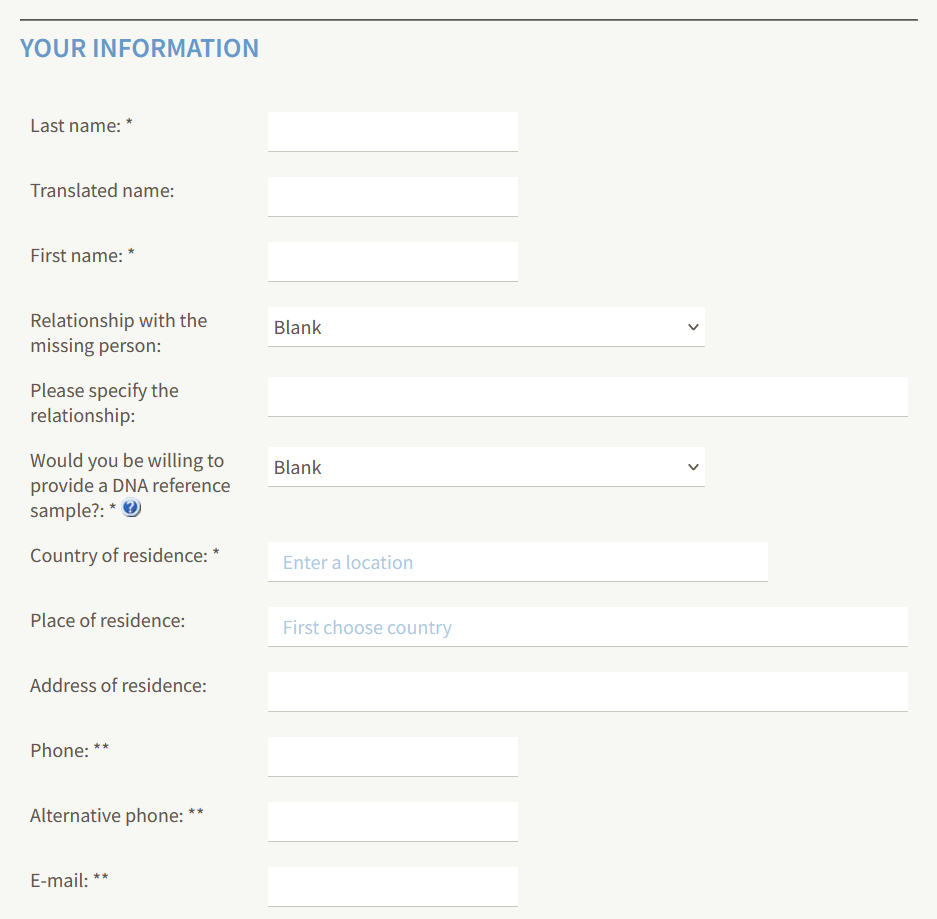 YOUR INFORMATION
Last name: *
Translated name:
First name: *
Relationship with the
missing person:
Blank
Please specify the
relationship:
Would you be willing to
provide a DNA reference
sample?: * ?
Blank
Country of residence: *
Enter a location
Place of residence:
First choose country
Address of residence:
Phone: **
Alternative phone: **
E-mail: **